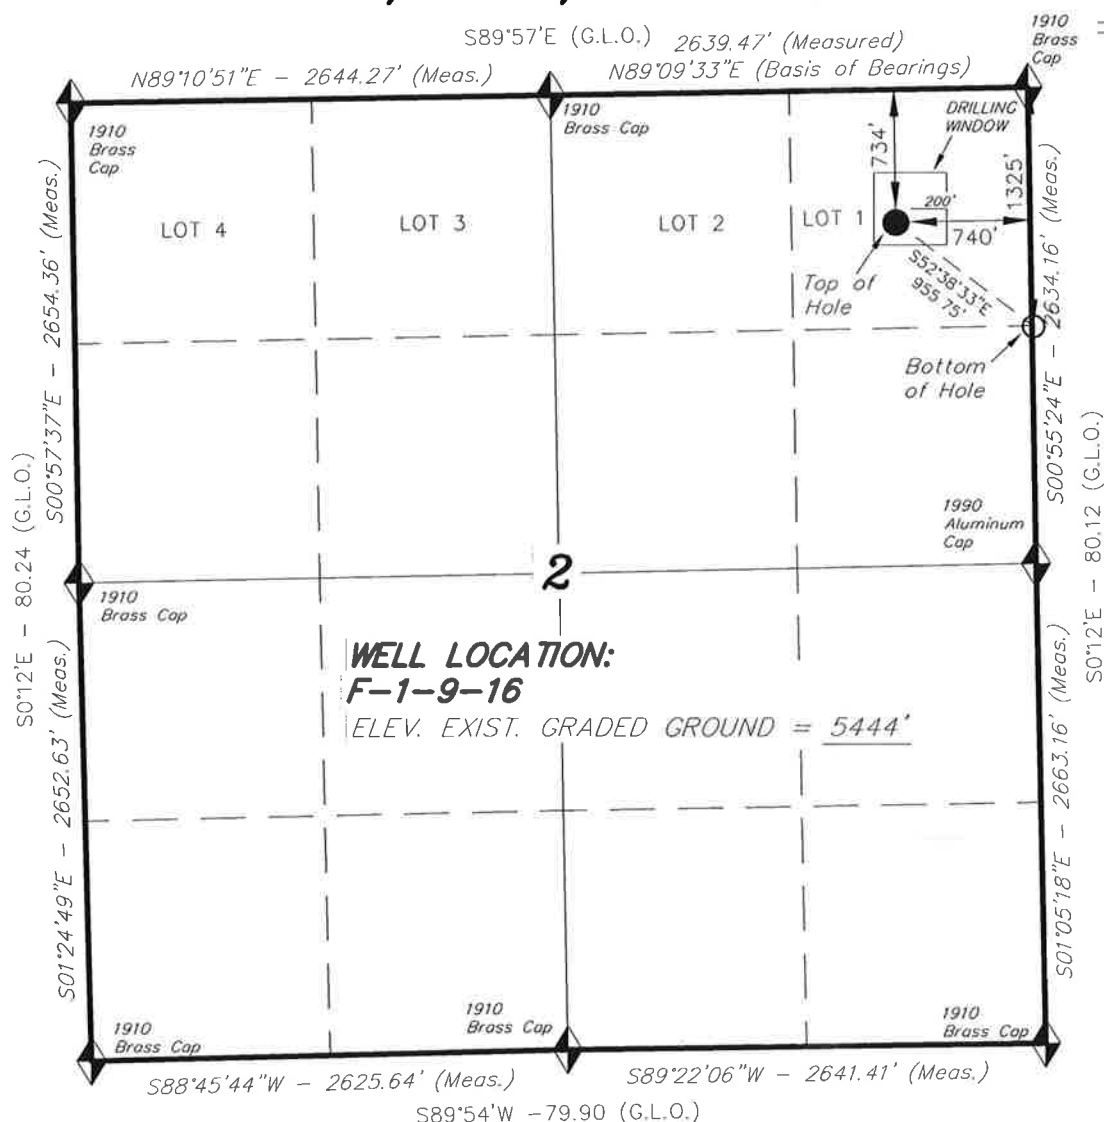 S89°57'E (G.L.O.)
2639.47' (Measured)
N89°10'51"E – 2644.27' (Meas.)
N89°09'33"E (Basis of Bearings)
1910
Brass
Cap
1910
Brass
Cap
1910
Brass Cap
DRILLING
WINDOW
734'
1325'
200'
740'
LOT 4
LOT 3
LOT 2
LOT 1
Top of
Hole
S52°38'33"E
955.75'
Bottom
of Hole
S00°57'37"E – 2654.36' (Meas.)
S00°55'24"E – 2634.16' (Meas.)
S0°12'E – 80.24 (G.L.O.)
S0°12'E – 80.12 (G.L.O.)
1990
Aluminum
Cap
2
1910
Brass Cap
WELL LOCATION:
F–1–9–16
ELEV. EXIST. GRADED GROUND = 5444'
S01°24'49"E – 2652.63' (Meas.)
S01°05'18"E – 2663.16' (Meas.)
1910
Brass Cap
1910
Brass Cap
1910
Brass Cap
S88°45'44"W – 2625.64' (Meas.)
S89°22'06"W – 2641.41' (Meas.)
S89°54'W –79.90 (G.L.O.)